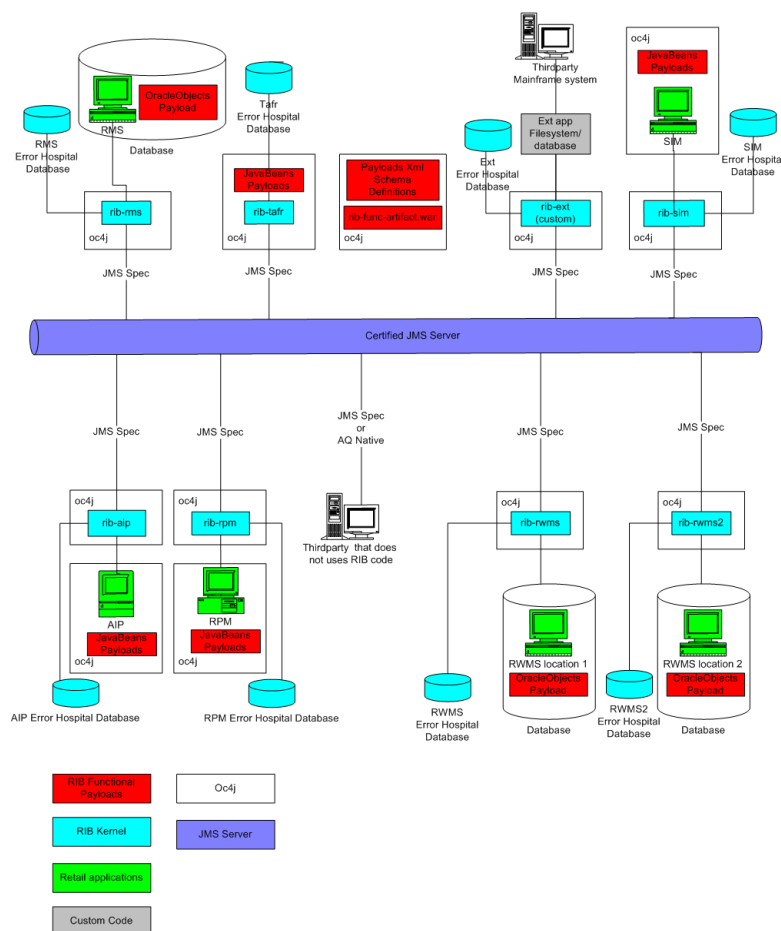 oc4j
JavaBeans
Payloads
SIM
Thirdparty
Mainframe system
OracleObjects
Payload
RMS
Database
RMS
Error Hospital
Database
Tafr
Error Hospital
Database
Ext app
Filesystem/
database
Ext
Error Hospital
Database
SIM
Error Hospital
Database
JavaBeans
Payloads
Payloads Xml
Schema
Definitions
rib-rms
oc4j
rib-tafr
oc4j
rib-func-artifact.war
oc4j
rib-ext
(custom)
oc4j
rib-sim
oc4j
JMS Spec
JMS Spec
JMS Spec
JMS Spec
Certified JMS Server
JMS Spec
JMS Spec
JMS Spec
or
AQ Native
JMS Spec
JMS Spec
oc4j
rib-aip
oc4j
rib-rpm
Thirdparty that does
not uses RIB code
oc4j
rib-rwms
oc4j
rib-rwms2
AIP
JavaBeans
Payloads
oc4j
RPM
JavaBeans
Payloads
oc4j
RWMS location 1
OracleObjects
Payload
Database
RWMS location 2
OracleObjects
Payload
Database
AIP Error Hospital Database
RPM Error Hospital Database
RWMS
Error Hospital
Database
RWMS2
Error Hospital
Database
RIB Functional
Payloads
Oc4j
RIB Kernel
JMS Server
Retail applications
Custom Code